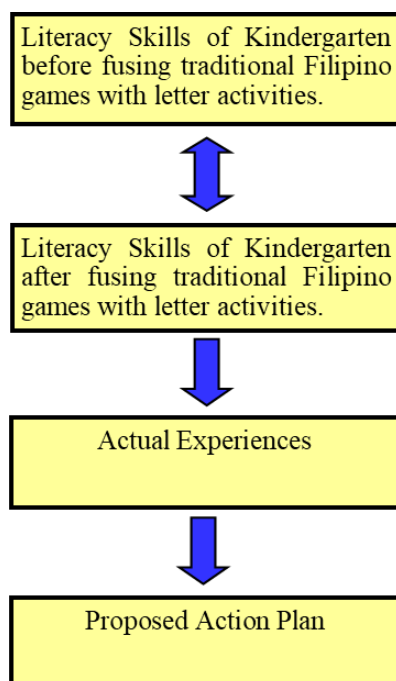 Literacy Skills of Kindergarten
before fusing traditional Filipino
games with letter activities.
Literacy Skills of Kindergarten
after fusing traditional Filipino
games with letter activities.
Actual Experiences
Proposed Action Plan